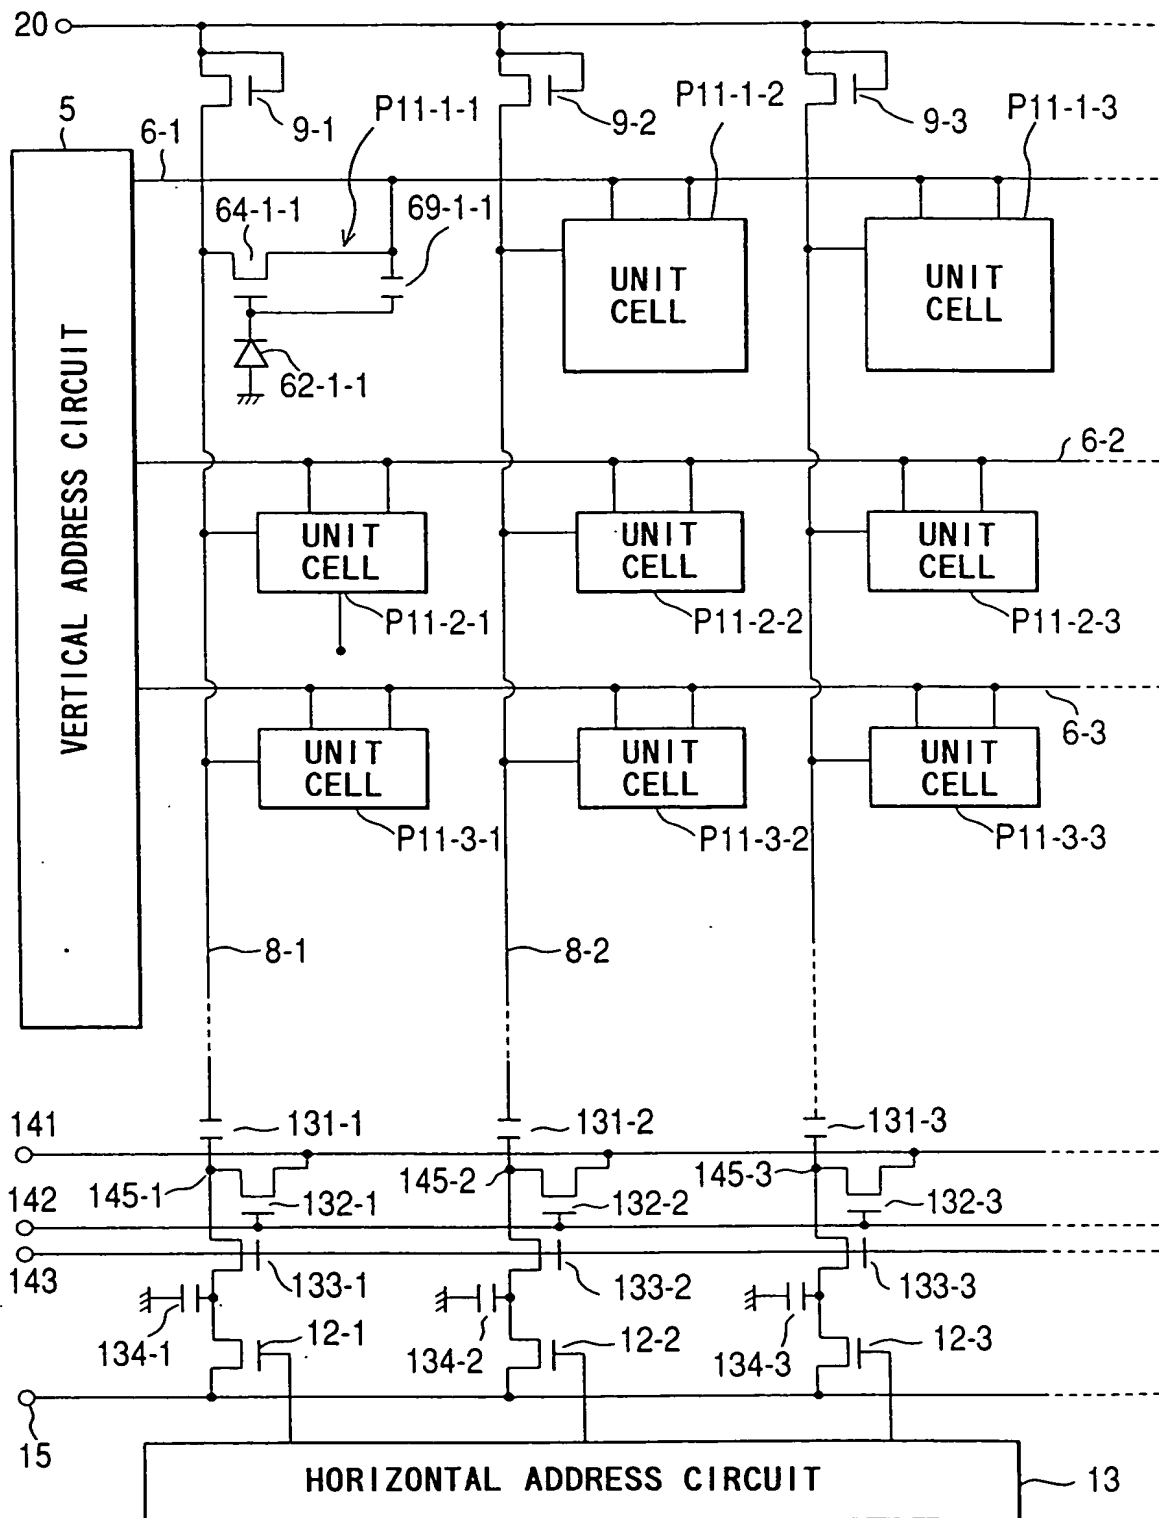 20
9-1
9-2
9-3
P11-1-1
P11-1-2
P11-1-3
5
6-1
64-1-1
69-1-1
62-1-1
UNIT
CELL
UNIT
CELL
VERTICAL ADDRESS CIRCUIT
6-2
UNIT
CELL
UNIT
CELL
UNIT
CELL
P11-2-1
P11-2-2
P11-2-3
6-3
UNIT
CELL
UNIT
CELL
UNIT
CELL
P11-3-1
P11-3-2
P11-3-3
8-1
8-2
141
131-1
131-2
131-3
145-1
145-2
145-3
142
132-1
132-2
132-3
143
133-1
133-2
133-3
134-1
12-1
134-2
12-2
134-3
12-3
15
HORIZONTAL ADDRESS CIRCUIT
13